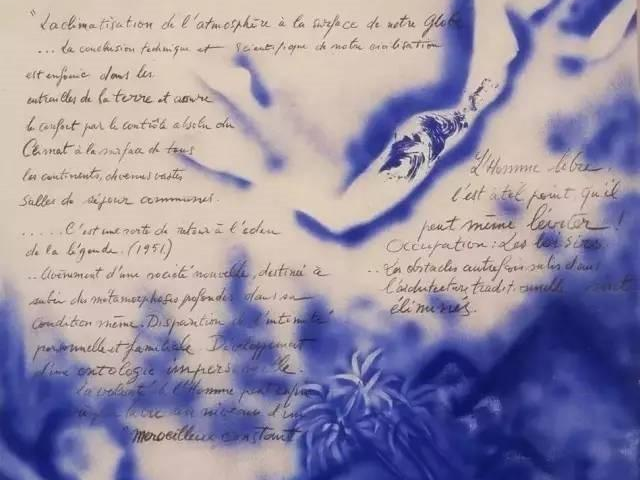 "La climatisation de l'atmosphère à la surface de notre Globe
... La conclusion technique et scientifique de notre civilisation
est enfouie dans les
entrailles de la terre et assure
le confort par le contrôle absolu du
Climat à la surface de tous
les continents, devenus vastes
salles de séjour communes.
..... C'est une sorte de retour à l'eden
de la légende. (1951)
.. Avènement d'une société nouvelle, destinée à
subir des métamorphoses profondes dans sa
condition même. Disparition de l'intimité
personnelle et familiale. Développement
d'une ontologie impersonnelle.
la volonté de l'Homme peut enfin
au niveau d'un
"merveilleux constant
L'Homme libre,
l'est à tel point, qu'il
peut même léviter !
Occupation : Les loisirs.
.. Les obstacles autrefois subis dans
l'architecture traditionnelle sont
éliminés.